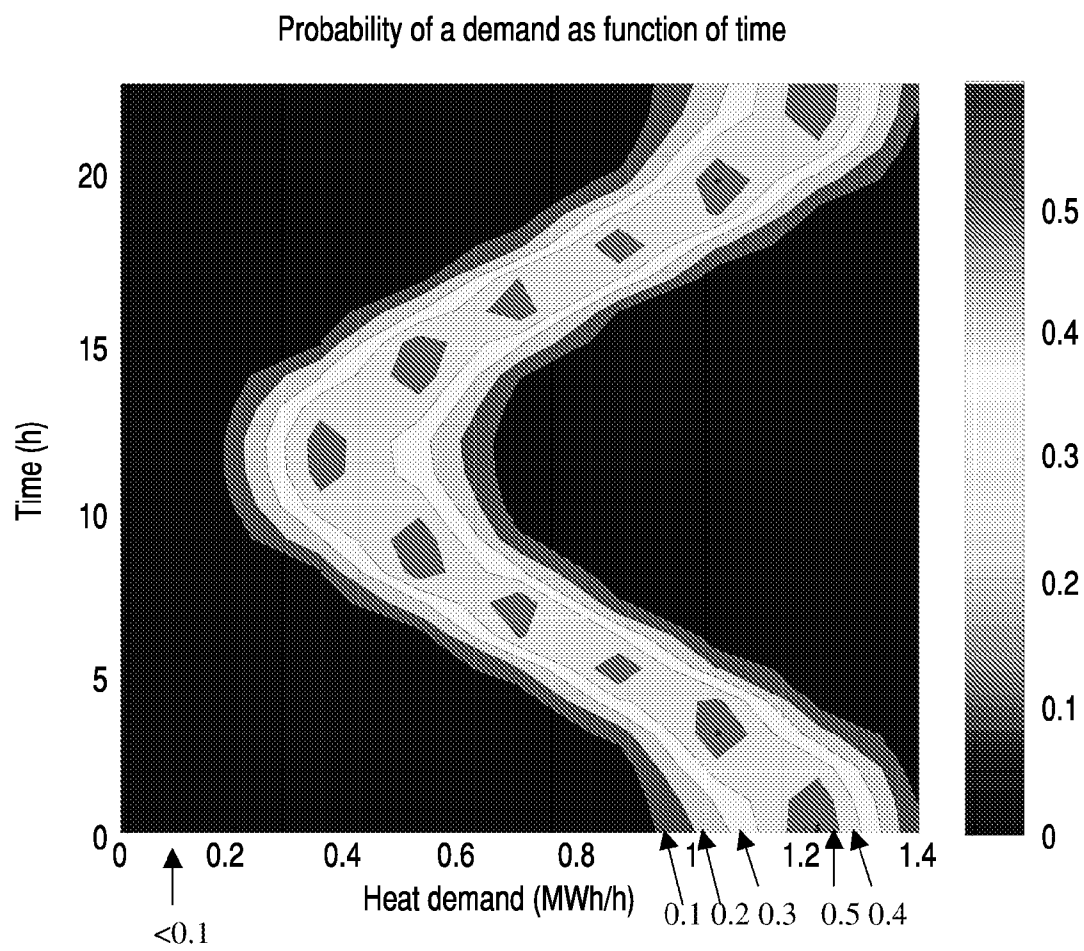 Probability of a demand as function of time
20
15
10
5
0
Time (h)
0 0.2 0.4 0.6 0.8 1 1.2 1.4
Heat demand (MWh/h)
<0.1
0.1 0.2 0.3 0.5 0.4
0.5
0.4
0.3
0.2
0.1
0